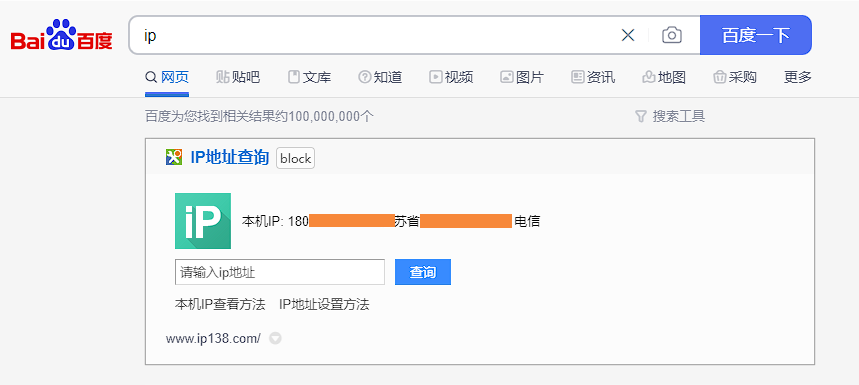 Bai du 百度
ip
百度一下
网页 贴吧 文库 知道 视频 图片 资讯 地图 采购 更多
百度为您找到相关结果约100,000,000个 搜索工具
IP地址查询 block
iP 本机IP: 180 苏省 电信
请输入ip地址 查询
本机IP查看方法 IP地址设置方法
www.ip138.com/